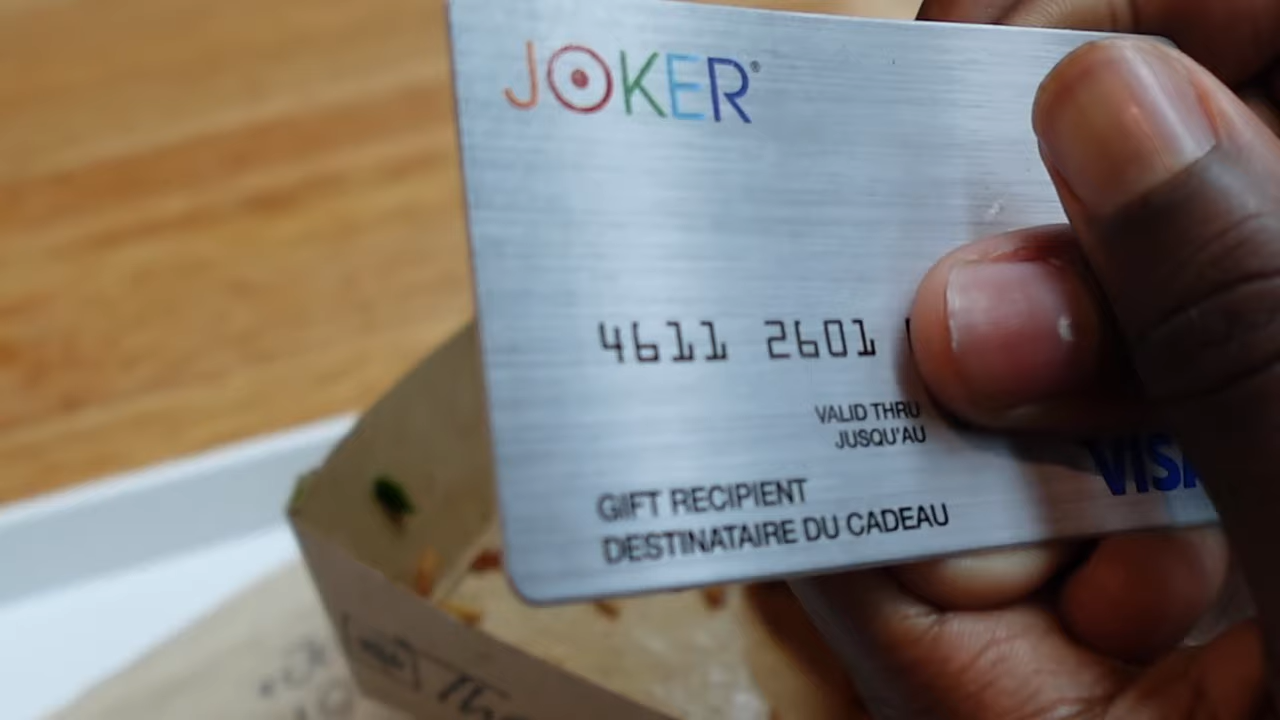 JOKER®
4611 2601
VALID THRU
JUSQU'AU
VISA
GIFT RECIPIENT
DESTINATAIRE DU CADEAU